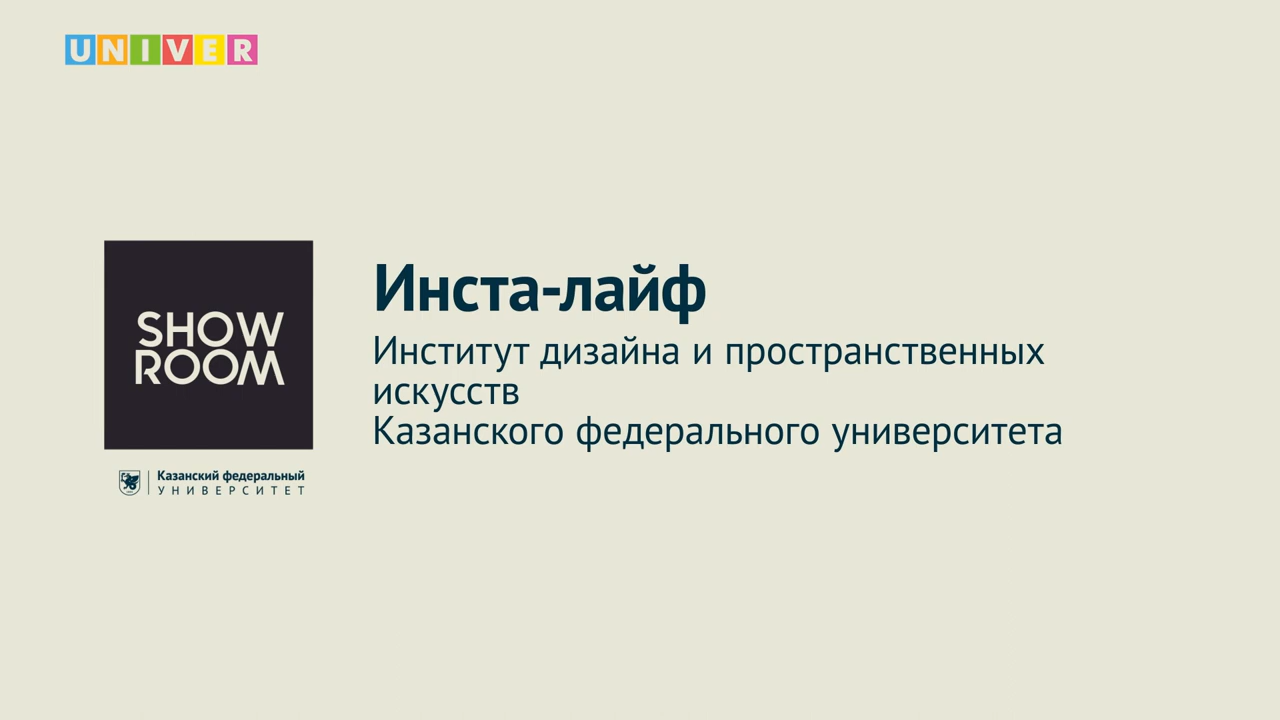 UNIVER
SHOW
ROOM
Казанский федеральный
УНИВЕРСИТЕТ
Инста-лайф
Институт дизайна и пространственных
искусств
Казанского федерального университета